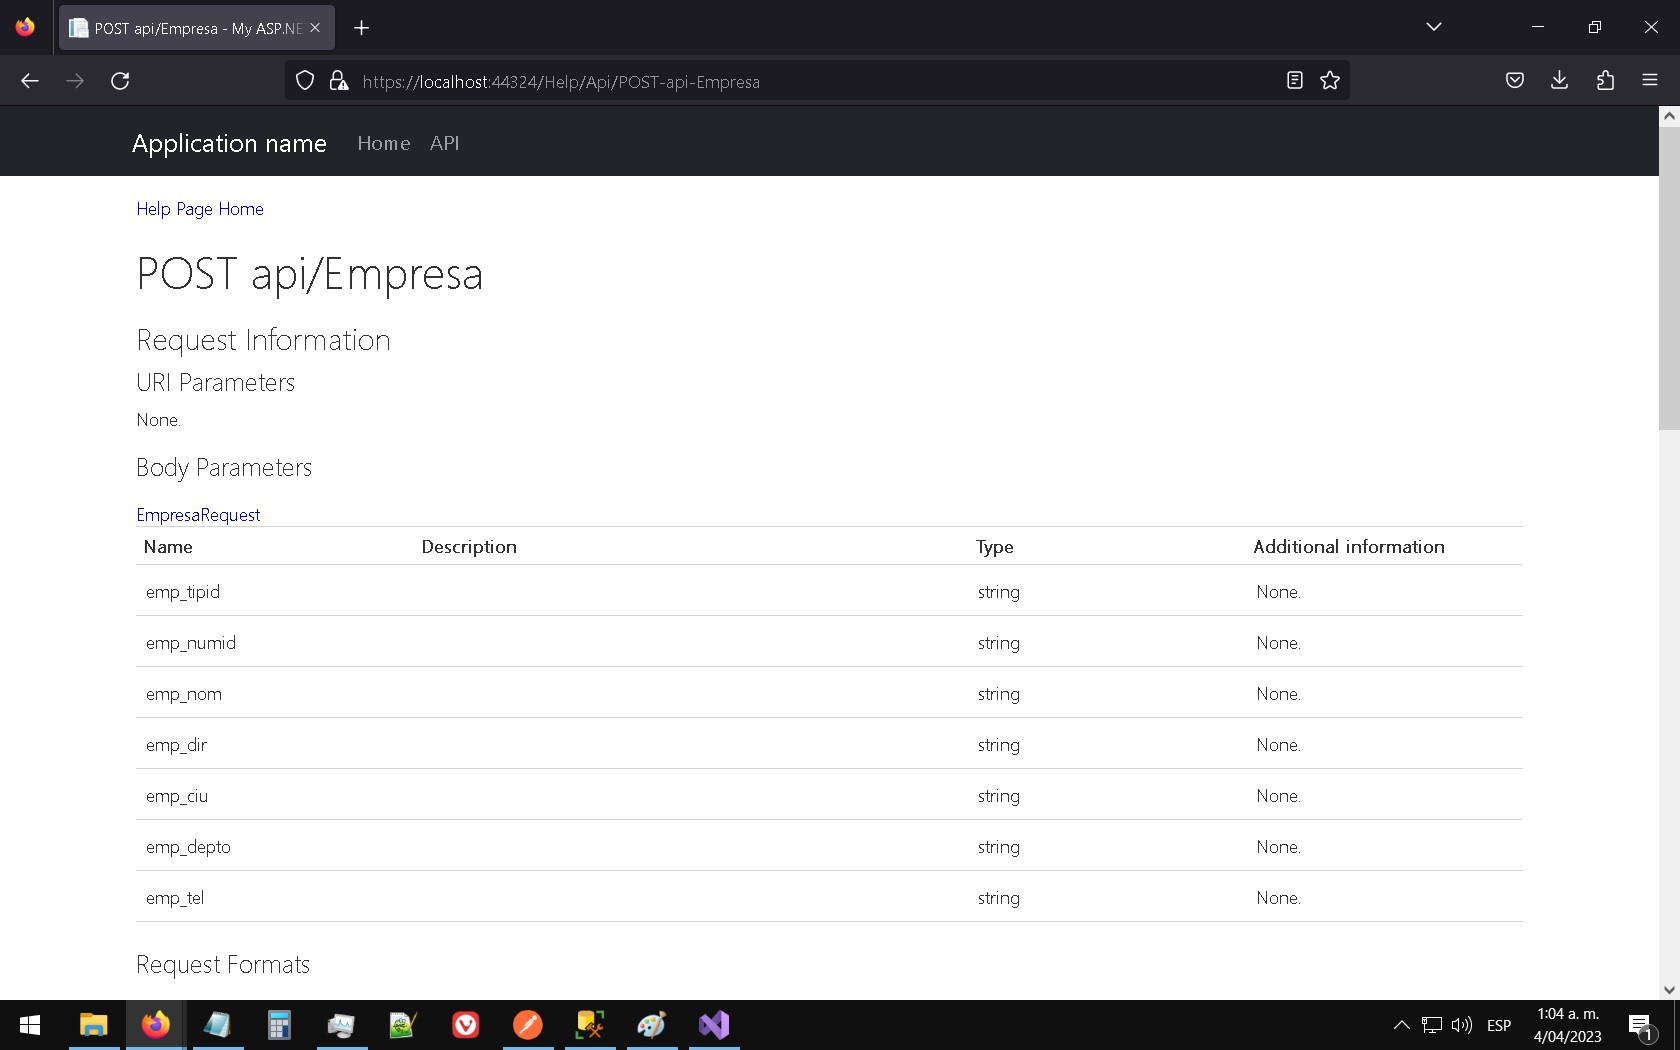 POST api/Empresa - My ASP.NE
https://localhost:44324/Help/Api/POST-api-Empresa
Application name Home API
Help Page Home
POST api/Empresa
Request Information
URI Parameters
None.
Body Parameters
EmpresaRequest
Name Description Type Additional information
emp_tipid string None.
emp_numid string None.
emp_nom string None.
emp_dir string None.
emp_ciu string None.
emp_depto string None.
emp_tel string None.
Request Formats
ESP
1:04 a. m.
4/04/2023
1